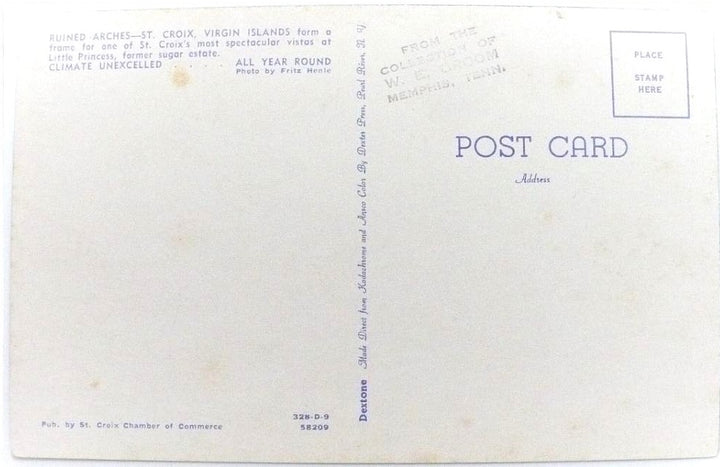 RUINED ARCHES—ST. CROIX, VIRGIN ISLANDS form a
frame for one of St. Croix's most spectacular vistas at
Little Princess, former sugar estate.
CLIMATE UNEXCELLED . . . . . ALL YEAR ROUND
Photo by Fritz Henle
Pub. by St. Croix Chamber of Commerce
328-D-9
58209
Dextone Made Direct from Kodachrome and Ansco Color By Dexter Press, Pearl River, N. Y.
FROM THE
COLLECTION OF
W. E. GROOM
MEMPHIS, TENN.
PLACE
STAMP
HERE
POST CARD
Address